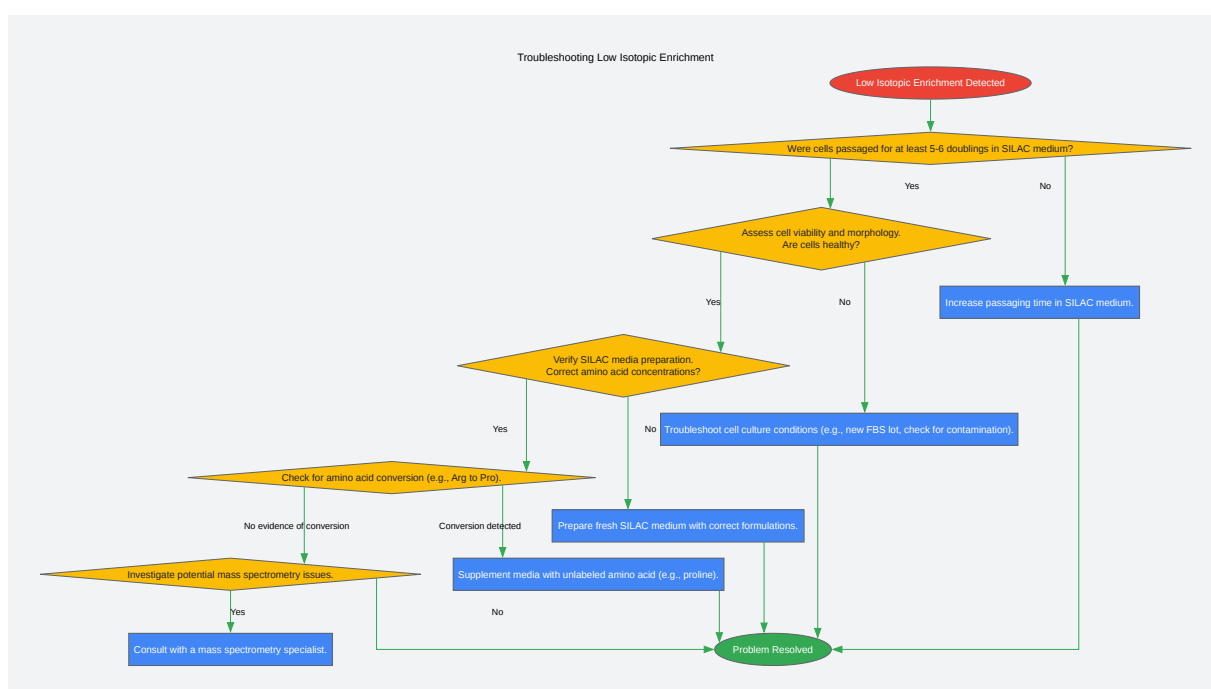 Troubleshooting Low Isotopic Enrichment
Low Isotopic Enrichment Detected
Were cells passaged for at least 5-6 doublings in SILAC medium?
Yes
No
Assess cell viability and morphology.
Are cells healthy?
Increase passaging time in SILAC medium.
Yes
No
Verify SILAC media preparation.
Correct amino acid concentrations?
Yes
No
Troubleshoot cell culture conditions (e.g., new FBS lot, check for contamination).
Check for amino acid conversion (e.g., Arg to Pro).
No evidence of conversion
Conversion detected
Prepare fresh SILAC medium with correct formulations.
Investigate potential mass spectrometry issues.
Supplement media with unlabeled amino acid (e.g., proline).
Yes
No
Consult with a mass spectrometry specialist.
Problem Resolved